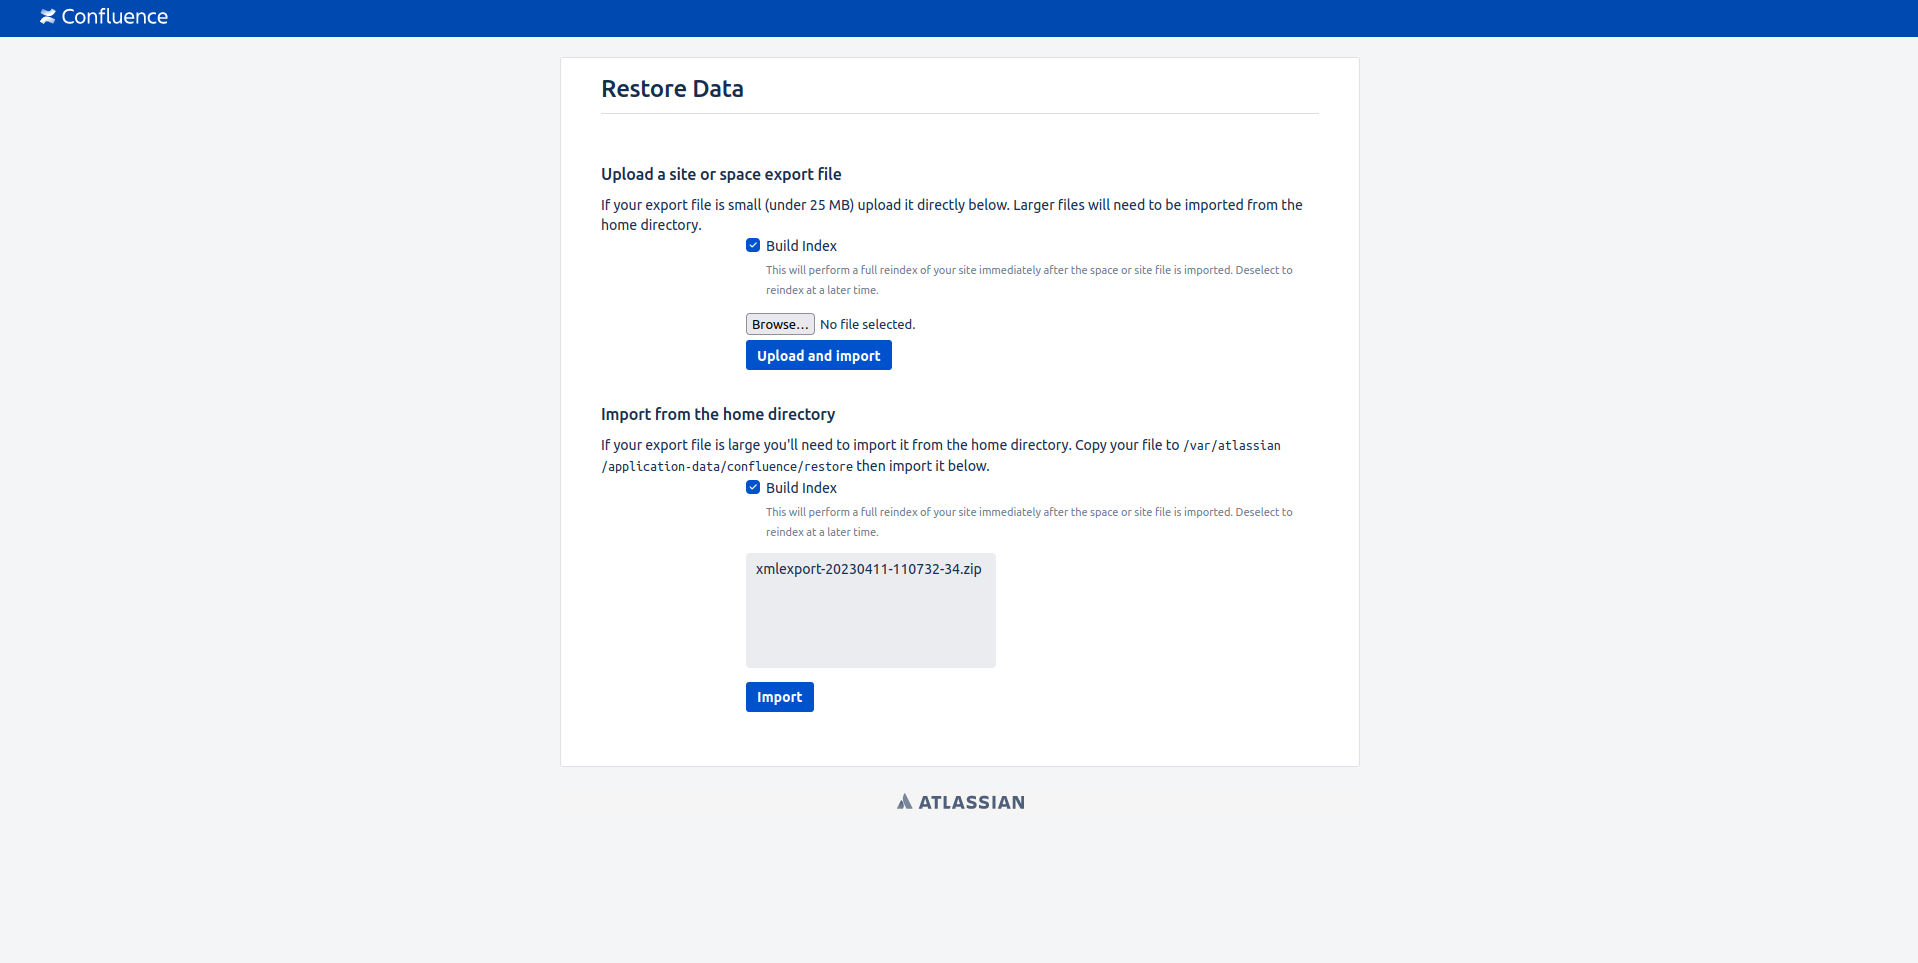 Confluence
Restore Data
Upload a site or space export file
If your export file is small (under 25 MB) upload it directly below. Larger files will need to be imported from the
home directory.
Build Index
This will perform a full reindex of your site immediately after the space or site file is imported. Deselect to
reindex at a later time.
Browse... No file selected.
Upload and import
Import from the home directory
If your export file is large you'll need to import it from the home directory. Copy your file to /var/atlassian
/application-data/confluence/restore then import it below.
Build Index
This will perform a full reindex of your site immediately after the space or site file is imported. Deselect to
reindex at a later time.
xmlexport-20230411-110732-34.zip
Import
ATLASSIAN